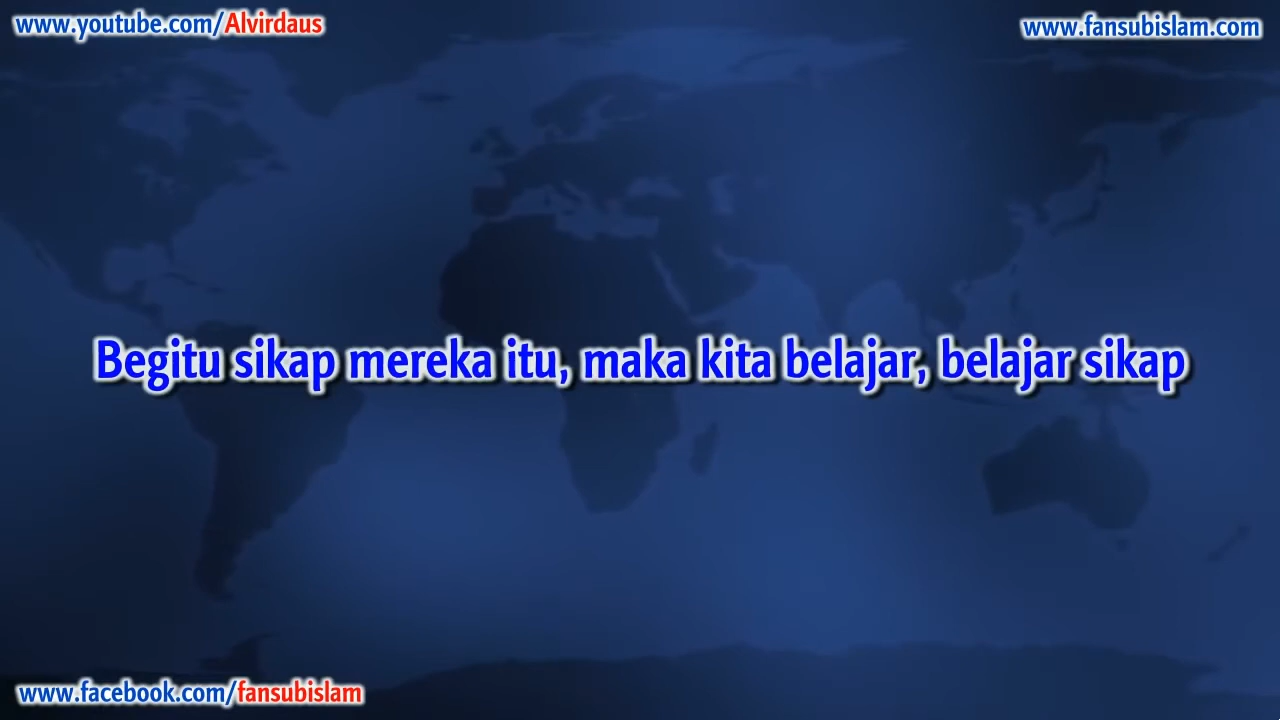 www.youtube.com/Alvirdaus
www.fansubislam.com
Begitu sikap mereka itu, maka kita belajar, belajar sikap
www.facebook.com/fansubislam